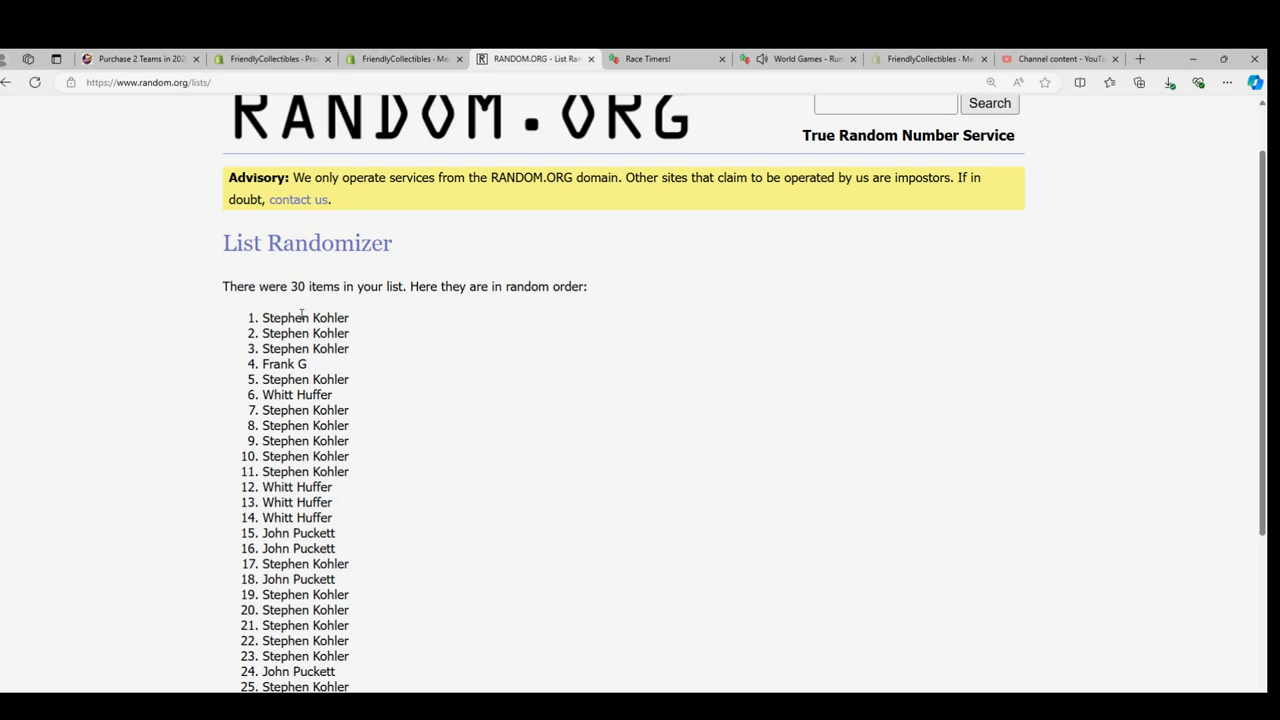 Purchase 2 Teams in 202
FriendlyCollectibles - Pro
FriendlyCollectibles - Me
RANDOM.ORG - List Ran
Race Timers!
World Games - Run
FriendlyCollectibles - Me
Channel content - YouTu
https://www.random.org/lists/
RANDOM.ORG
Search
True Random Number Service
Advisory: We only operate services from the RANDOM.ORG domain. Other sites that claim to be operated by us are impostors. If in
doubt, contact us.
List Randomizer
There were 30 items in your list. Here they are in random order:
1. Stephen Kohler
2. Stephen Kohler
3. Stephen Kohler
4. Frank G
5. Stephen Kohler
6. Whitt Huffer
7. Stephen Kohler
8. Stephen Kohler
9. Stephen Kohler
10. Stephen Kohler
11. Stephen Kohler
12. Whitt Huffer
13. Whitt Huffer
14. Whitt Huffer
15. John Puckett
16. John Puckett
17. Stephen Kohler
18. John Puckett
19. Stephen Kohler
20. Stephen Kohler
21. Stephen Kohler
22. Stephen Kohler
23. Stephen Kohler
24. John Puckett
25. Stephen Kohler